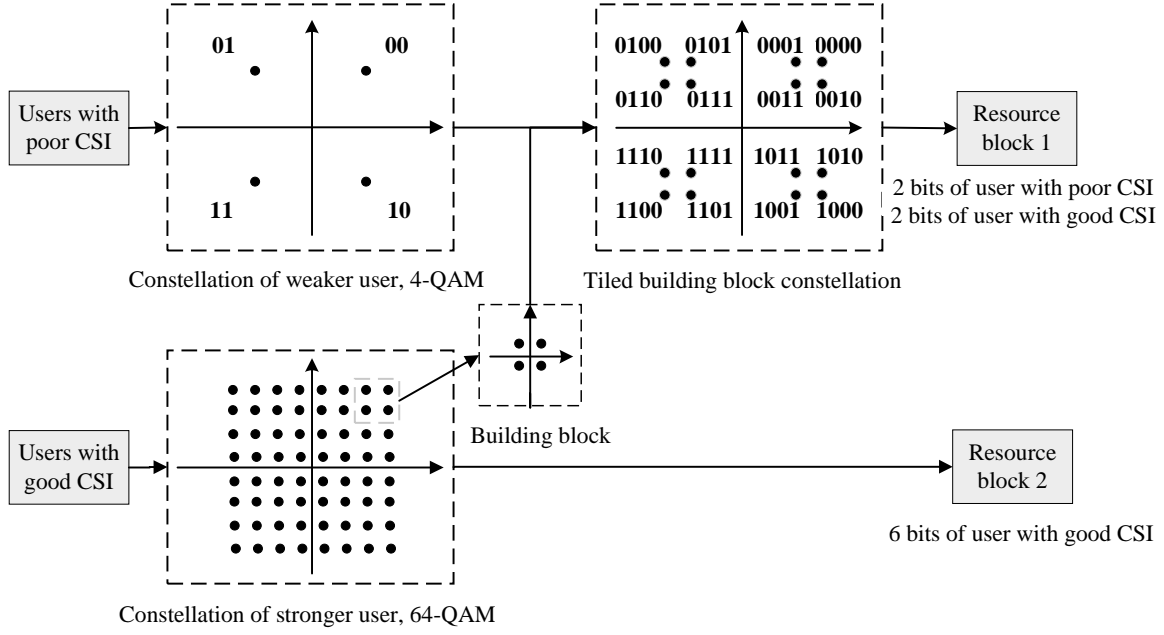 01 00
0100 0101 0001 0000
Users with
poor CSI
0110 0111 0011 0010
Resource
block 1
1110 1111 1011 1010
11 10
1100 1101 1001 1000
2 bits of user with poor CSI
2 bits of user with good CSI
Constellation of weaker user, 4-QAM
Tiled building block constellation
Building block
Users with
good CSI
Resource
block 2
6 bits of user with good CSI
Constellation of stronger user, 64-QAM